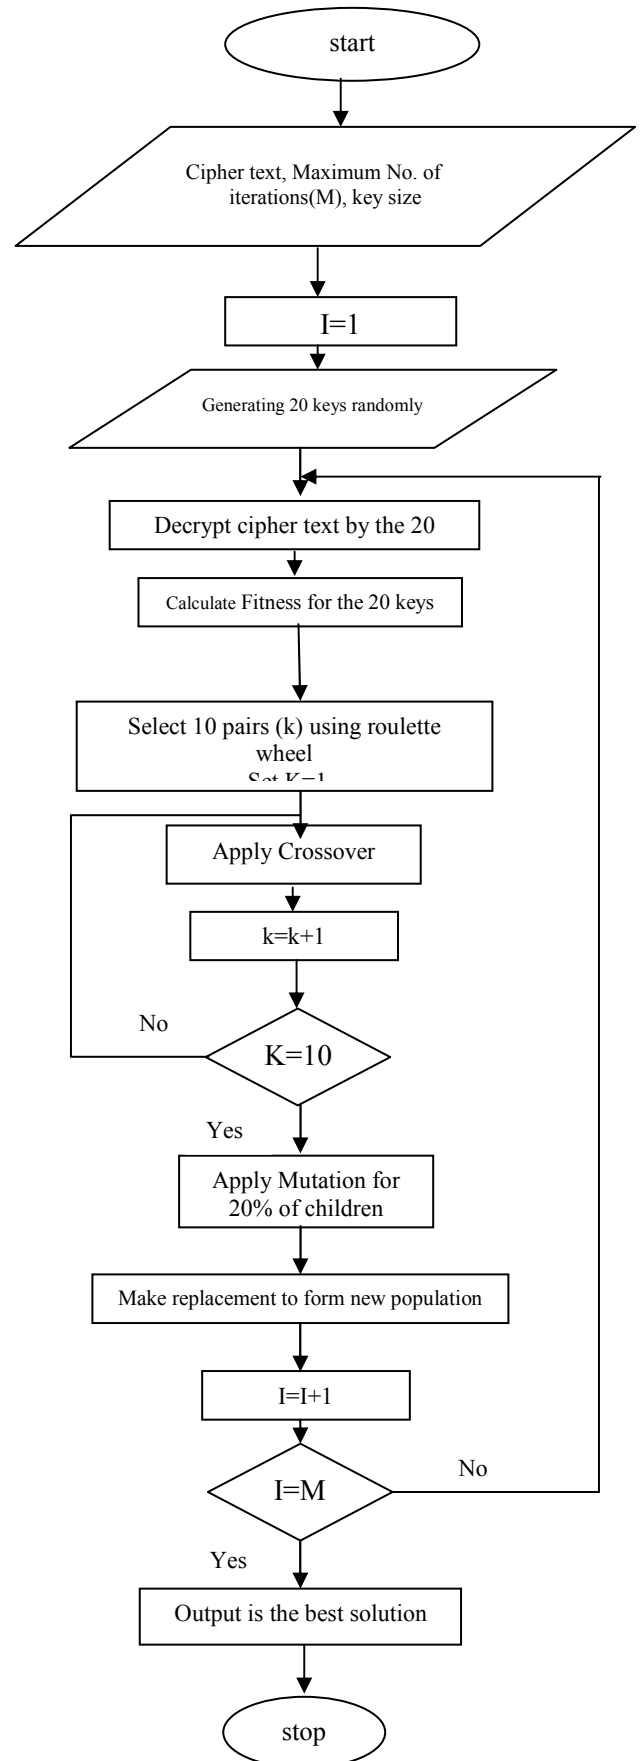 start
Cipher text, Maximum No. of
iterations(M), key size
I=1
Generating 20 keys randomly
Decrypt cipher text by the 20
Calculate Fitness for the 20 keys
Select 10 pairs (k) using roulette
wheel
Set K=1
Apply Crossover
k=k+1
No
K=10
Yes
Apply Mutation for
20% of children
Make replacement to form new population
I=I+1
No
I=M
Yes
Output is the best solution
stop